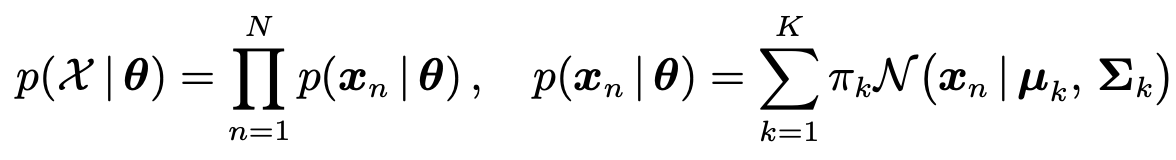 p(𝒳 | θ) = ∏_{n=1}^{N} p(x_n | θ) ,   p(x_n | θ) = ∑_{k=1}^{K} π_k 𝒩(x_n | μ_k, Σ_k)